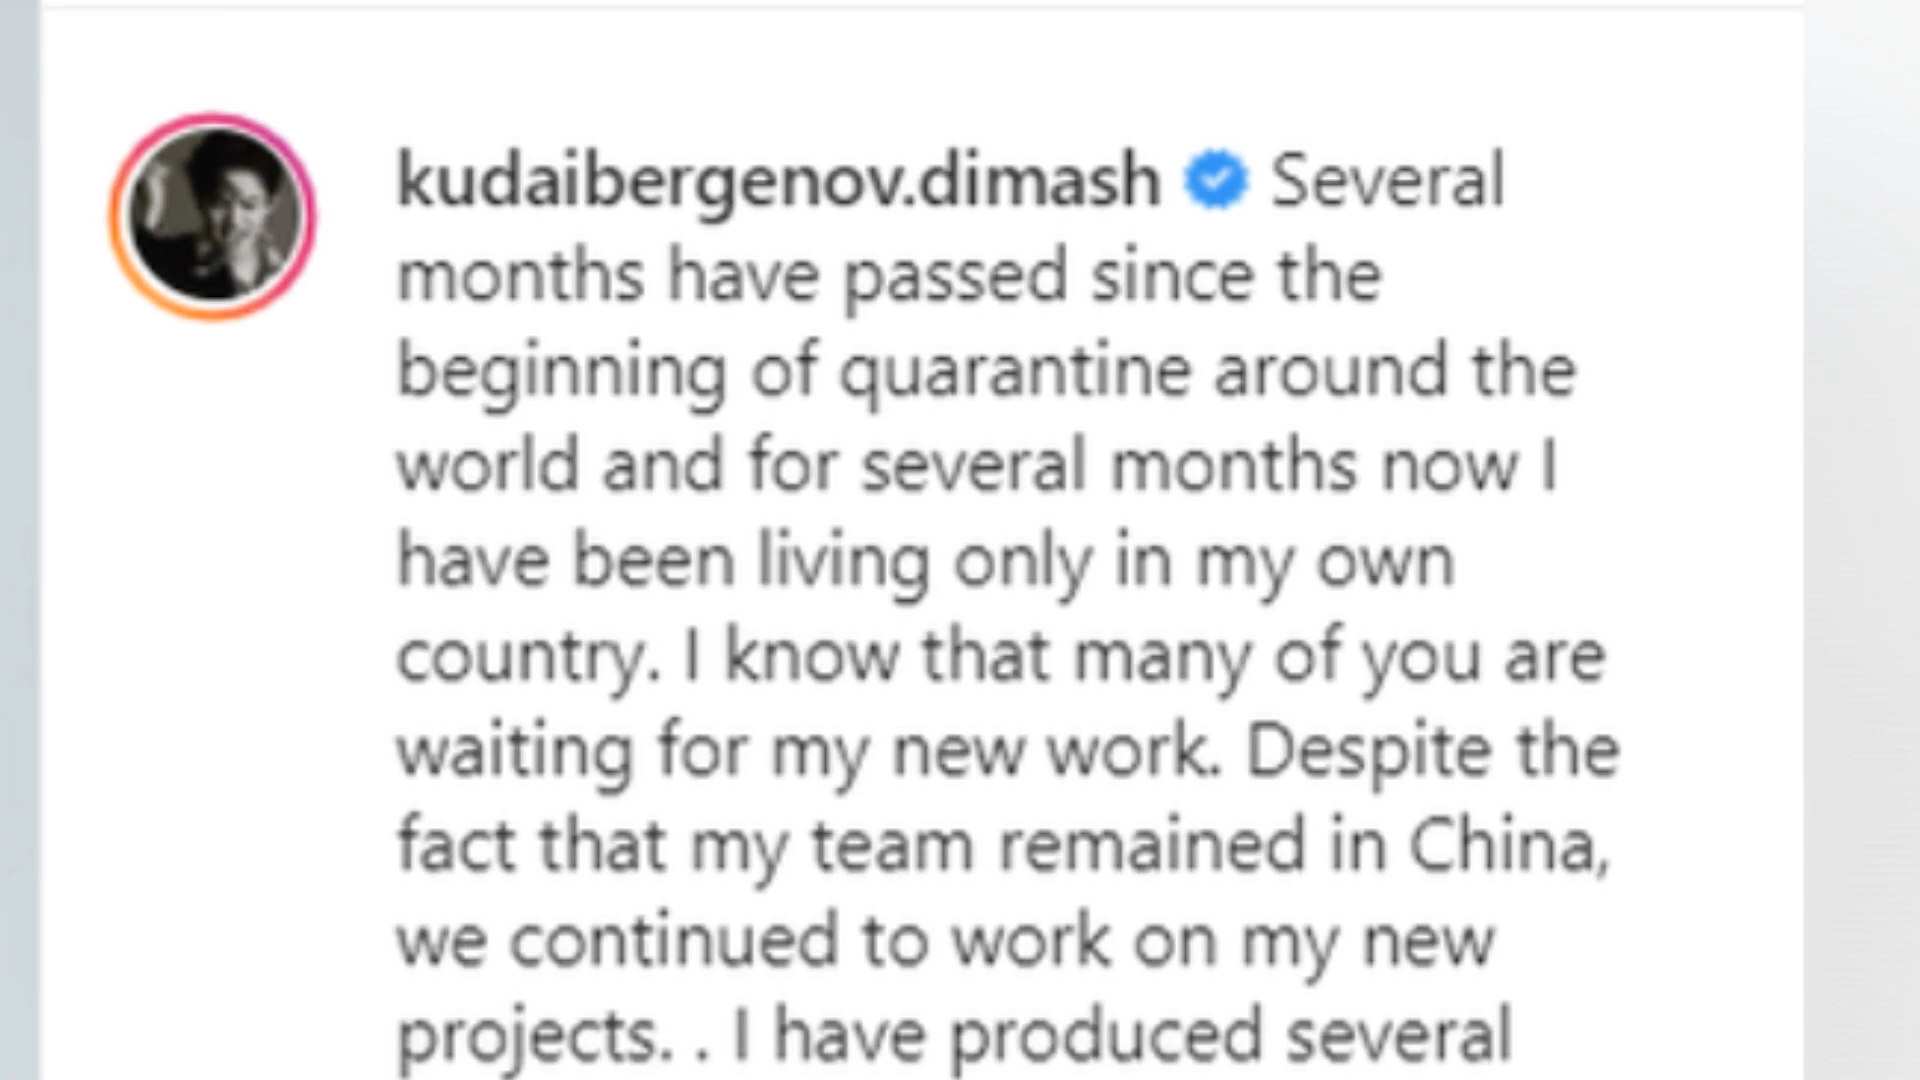 kudaibergenov.dimash Several
months have passed since the
beginning of quarantine around the
world and for several months now I
have been living only in my own
country. I know that many of you are
waiting for my new work. Despite the
fact that my team remained in China,
we continued to work on my new
projects. . I have produced several